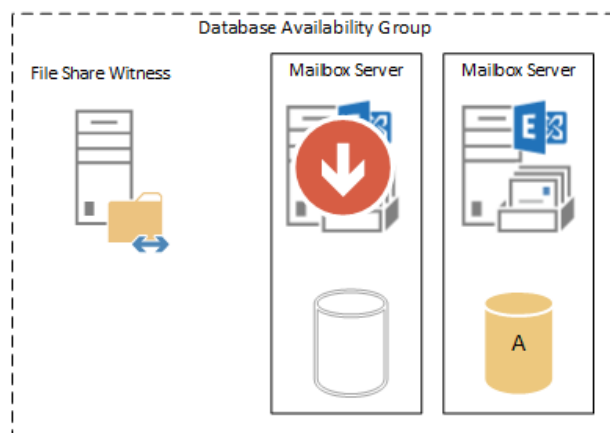 Database Availability Group
File Share Witness
Mailbox Server
Mailbox Server
E
E
A